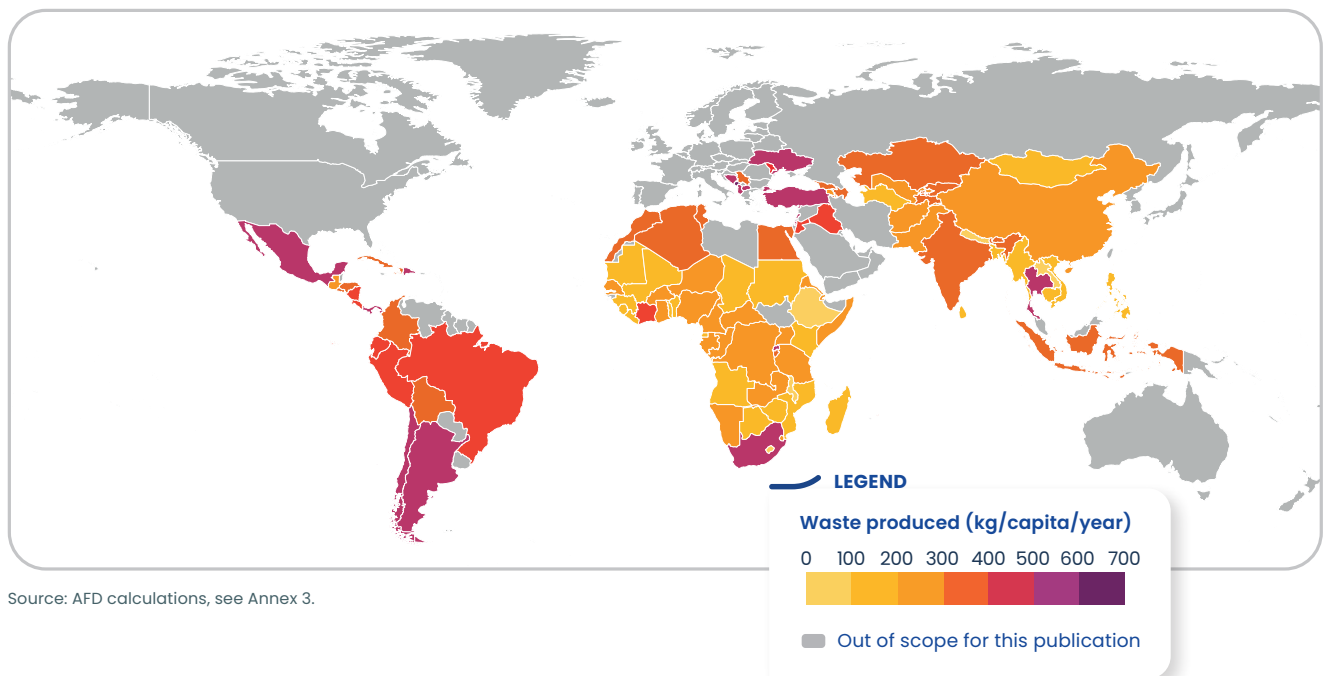 LEGEND
Waste produced (kg/capita/year)
0 100 200 300 400 500 600 700
Out of scope for this publication
Source: AFD calculations, see Annex 3.